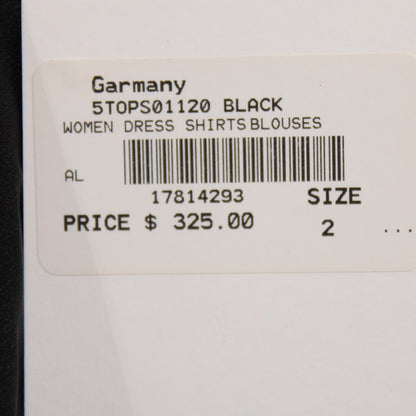 Garmany
5TOPS01120 BLACK
WOMEN DRESS SHIRTS BLOUSES
AL
17814293
SIZE
PRICE $ 325.00
2
...